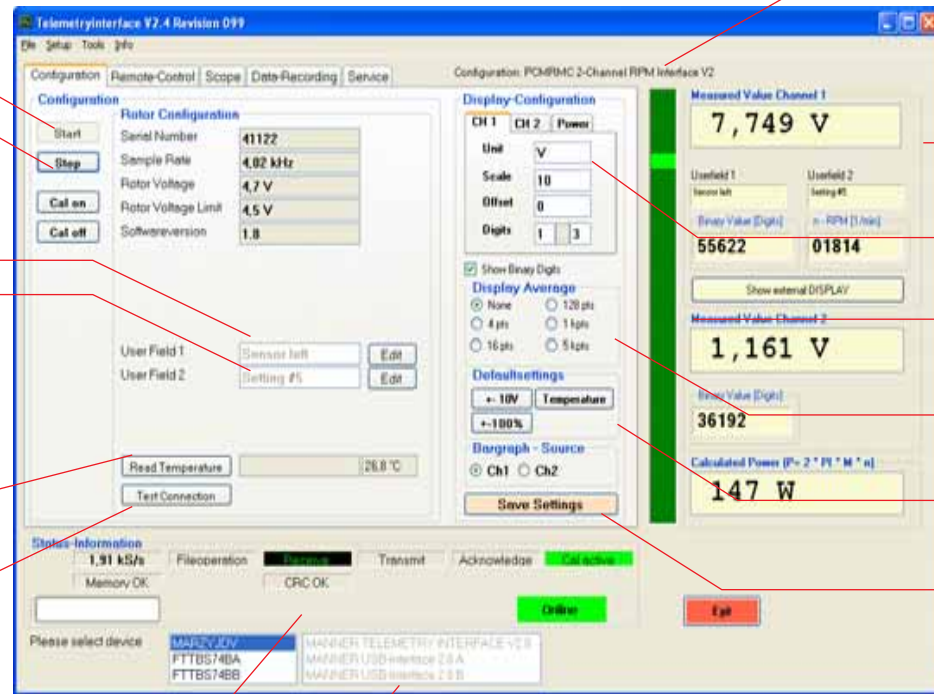 TelemetryInterface V2.4 Revision 099
File Setup Tools Info
Configuration Remote-Control Scope Data-Recording Service
Configuration: PCMRMC 2-Channel RPM Interface V2
Configuration
Rotor Configuration
Start
Stop
Cal on
Cal off
Serial Number 41122
Sample Rate 4,02 kHz
Rotor Voltage 4,7 V
Rotor Voltage Limit 4,5 V
Softwareversion 1.8
User Field 1 Sensor left Edit
User Field 2 Setting #5 Edit
Read Temperature 26,8 °C
Test Connection
Display-Configuration
CH 1 CH 2 Power
Unit V
Scale 10
Offset 0
Digits 1 3
Show Binary Digits
Display Average
None 128 pts
4 pts 1 kpts
16 pts 5 kpts
Defaultsettings
+- 10V Temperature
+-100%
Bargraph - Source
Ch1 Ch2
Save Settings
Measured Value Channel 1
7,749 V
Userfield 1 Userfield 2
Sensor left Setting #5
Binary Value [Digits] n - RPM [1/min]
55622 01814
Show external DISPLAY
Measured Value Channel 2
1,161 V
Binary Value [Digits]
36192
Calculated Power (P= 2 * PI * M * n)
147 W
Status-Information
1,91 kS/s Fileoperation Receive Transmit Acknowledge Cal active
Memory OK CRC OK
Online
Exit
Please select device
MARZYJDV MANNER TELEMETRY INTERFACE V2.8
FTTBS74BA MANNER USB-Interface 2.8 A
FTTBS74BB MANNER USB-Interface 2.8 B